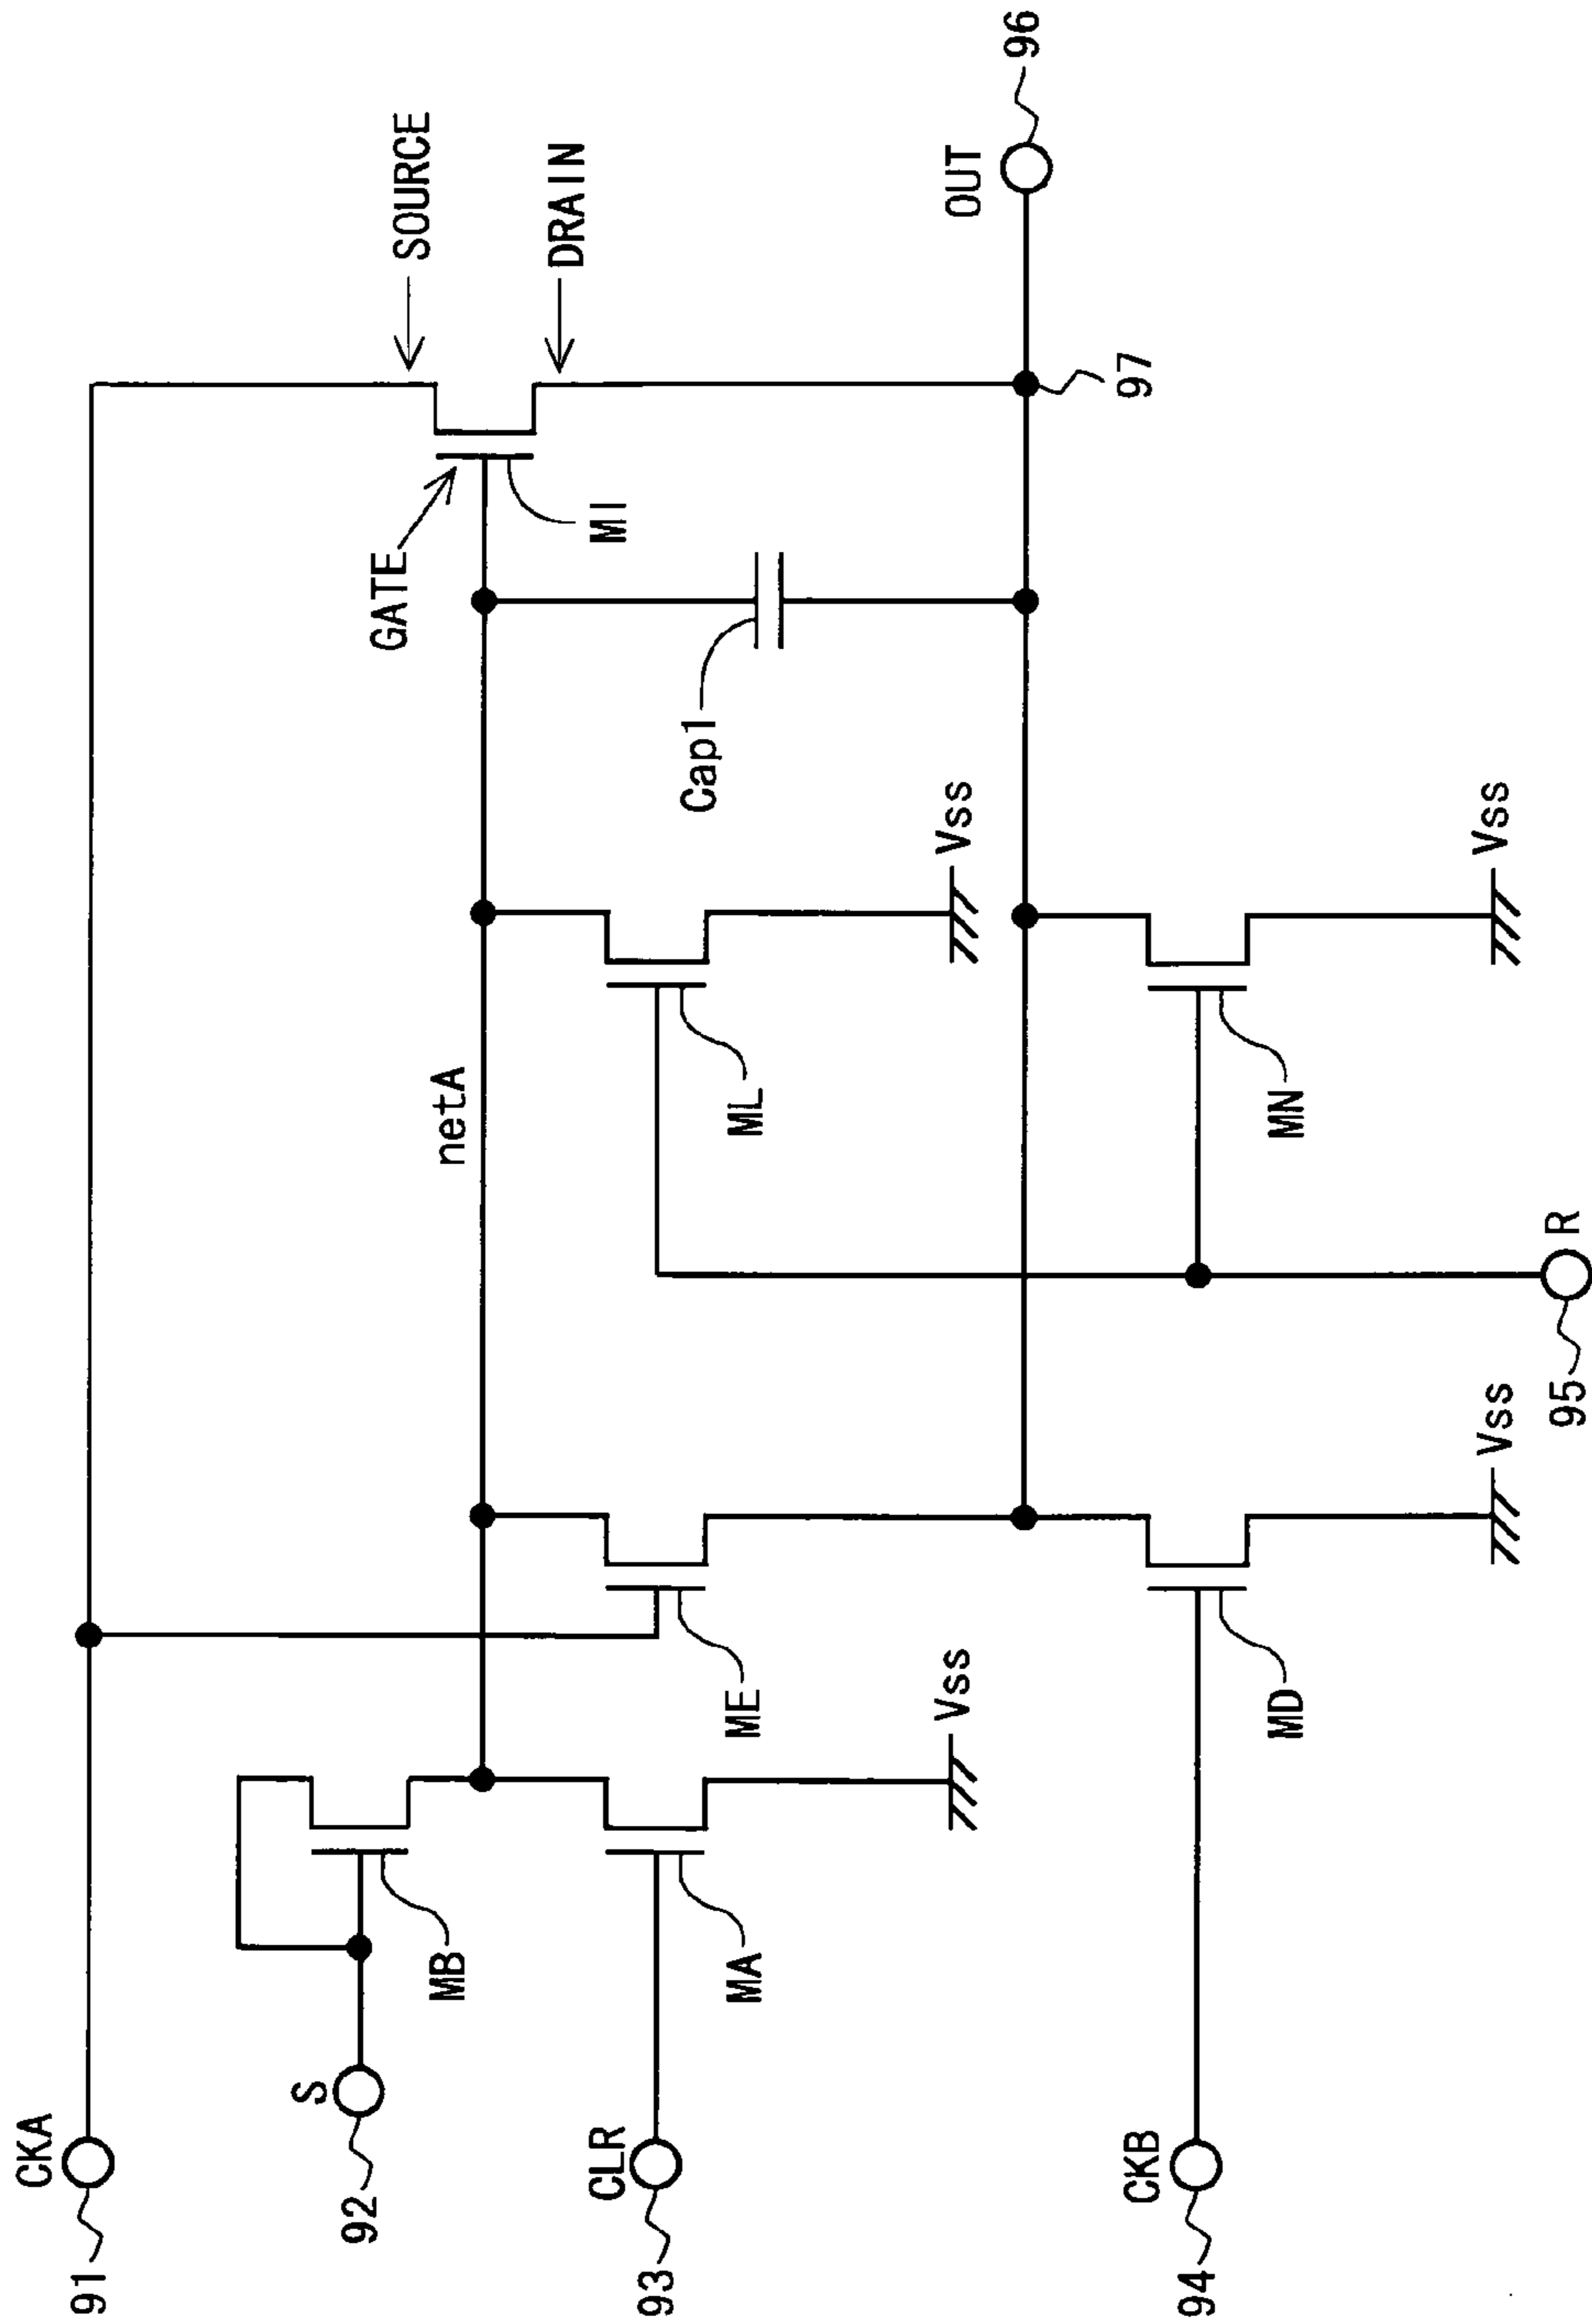 CKA
91
S
92
MB
netA
GATE
SOURCE
DRAIN
MI
CLR
93
MA
ME
ML
Cap1
Vss
Vss
OUT
96
97
CKB
94
MD
MN
Vss
Vss
95
R